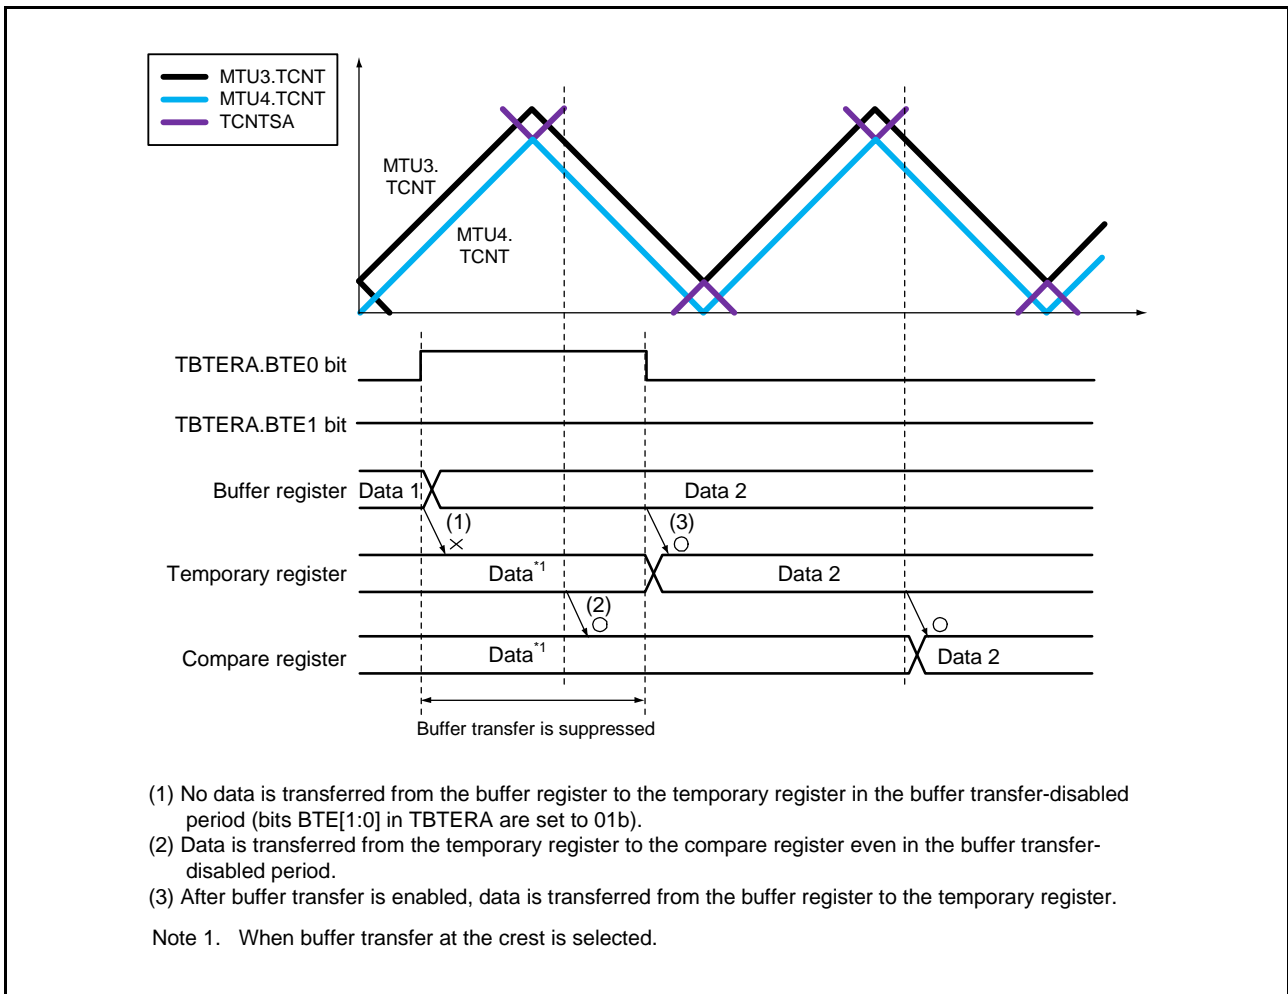 MTU3.TCNT
MTU4.TCNT
TCNTSA
MTU3.
TCNT
MTU4.
TCNT
TBTERA.BTE0 bit
TBTERA.BTE1 bit
Buffer register
Data 1
Data 2
(1)
×
(3)
○
Temporary register
Data*1
Data 2
(2)
○
○
Compare register
Data*1
Data 2
Buffer transfer is suppressed
(1) No data is transferred from the buffer register to the temporary register in the buffer transfer-disabled
period (bits BTE[1:0] in TBTERA are set to 01b).
(2) Data is transferred from the temporary register to the compare register even in the buffer transfer-
disabled period.
(3) After buffer transfer is enabled, data is transferred from the buffer register to the temporary register.
Note 1. When buffer transfer at the crest is selected.